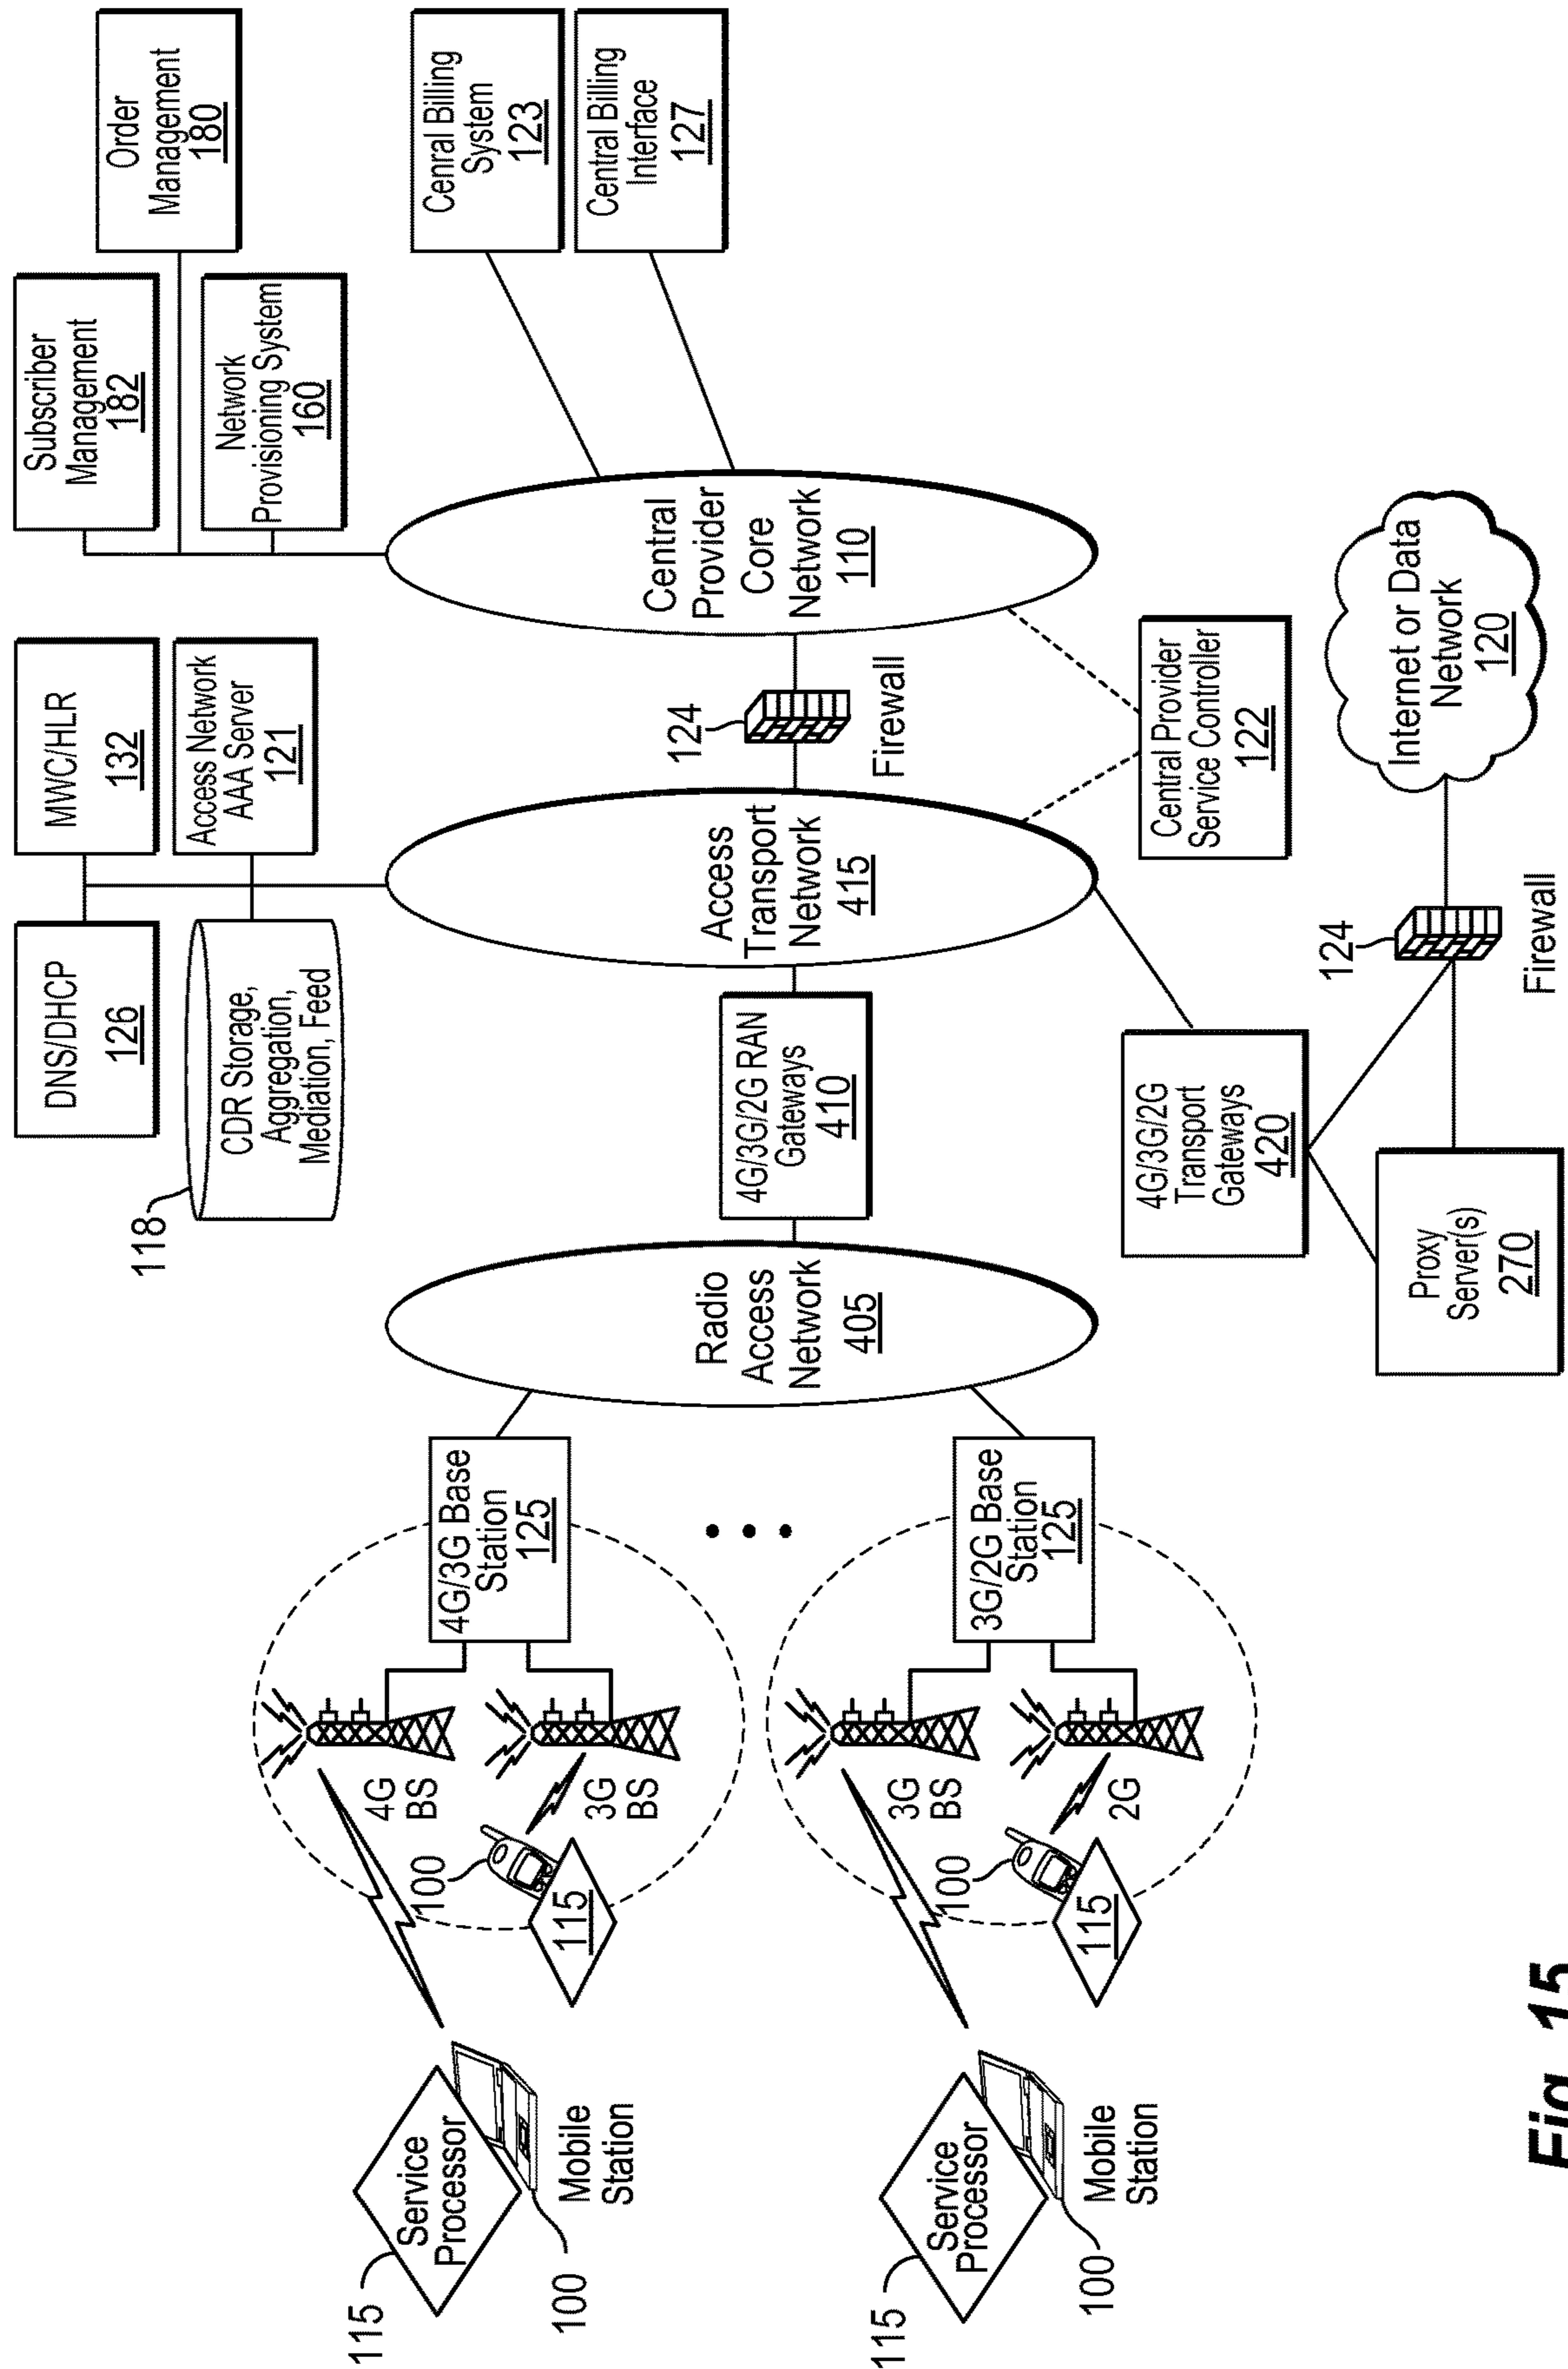 Subscriber
Management
182
Order
Management
180
Network
Provisioning System
160
DNS/DHCP
126
MWC/HLR
132
118
CDR Storage,
Aggregation,
Mediation, Feed
Access Network
AAA Server
121
Cenral Billing
System
123
Central Billing
Interface
127
115
Service
Processor
100
Mobile
Station
4G
BS
100
115
3G
BS
4G/3G Base
Station
125
Radio
Access
Network
405
4G/3G/2G RAN
Gateways
410
Access
Transport
Network
415
124
Firewall
Central
Provider
Core
Network
110
115
Service
Processor
100
Mobile
Station
3G
BS
100
115
2G
3G/2G Base
Station
125
4G/3G/2G
Transport
Gateways
420
Central Provider
Service Controller
122
Proxy
Server(s)
270
124
Firewall
Internet or Data
Network
120
Fig. 15